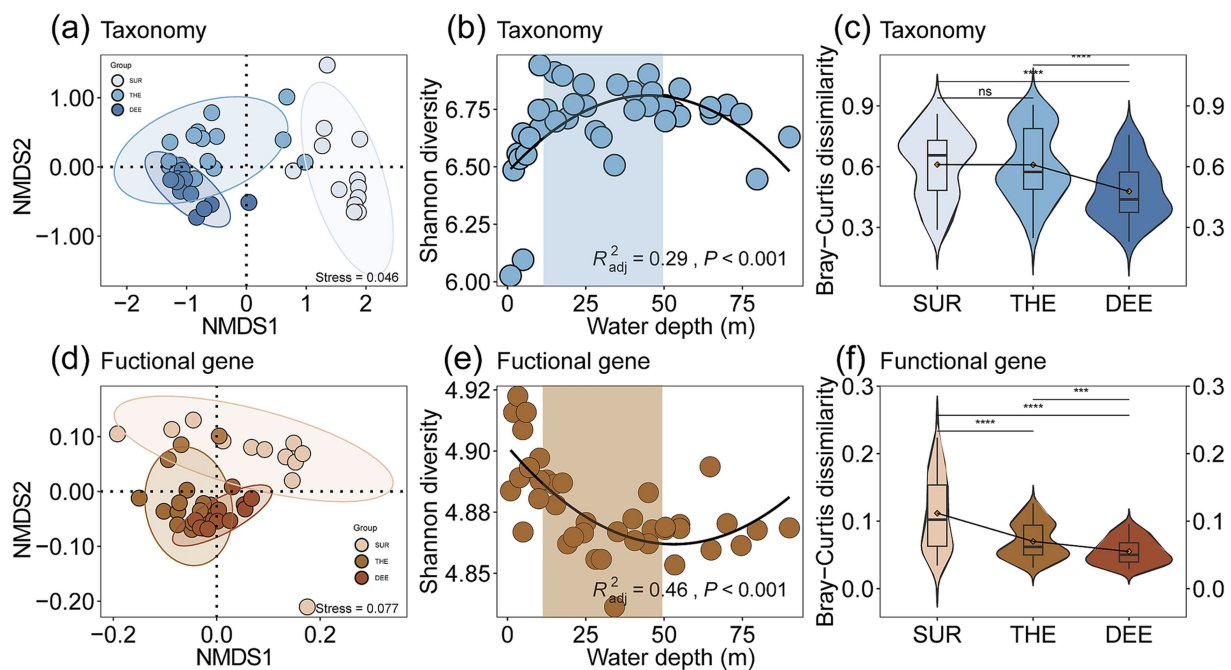 (a) Taxonomy
Group
SUR
THE
DEE
1.00
0.00
−1.00
NMDS2
−2
−1
0
1
2
NMDS1
Stress = 0.046
(b) Taxonomy
Shannon diversity
6.75
6.50
6.25
6.00
R²adj = 0.29 , P < 0.001
0
25
50
75
Water depth (m)
(c) Taxonomy
Bray−Curtis dissimilarity
0.9
0.6
0.3
0.9
0.6
0.3
****
****
ns
SUR THE DEE
(d) Fuctional gene
NMDS2
0.10
0.00
−0.10
−0.20
Group
SUR
THE
DEE
Stress = 0.077
−0.2
0.0
0.2
NMDS1
(e) Fuctional gene
Shannon diversity
4.92
4.90
4.88
4.85
R²adj = 0.46 , P < 0.001
0
25
50
75
Water depth (m)
(f) Functional gene
Bray−Curtis dissimilarity
0.3
0.2
0.1
0.0
0.3
0.2
0.1
0.0
***
****
****
SUR THE DEE